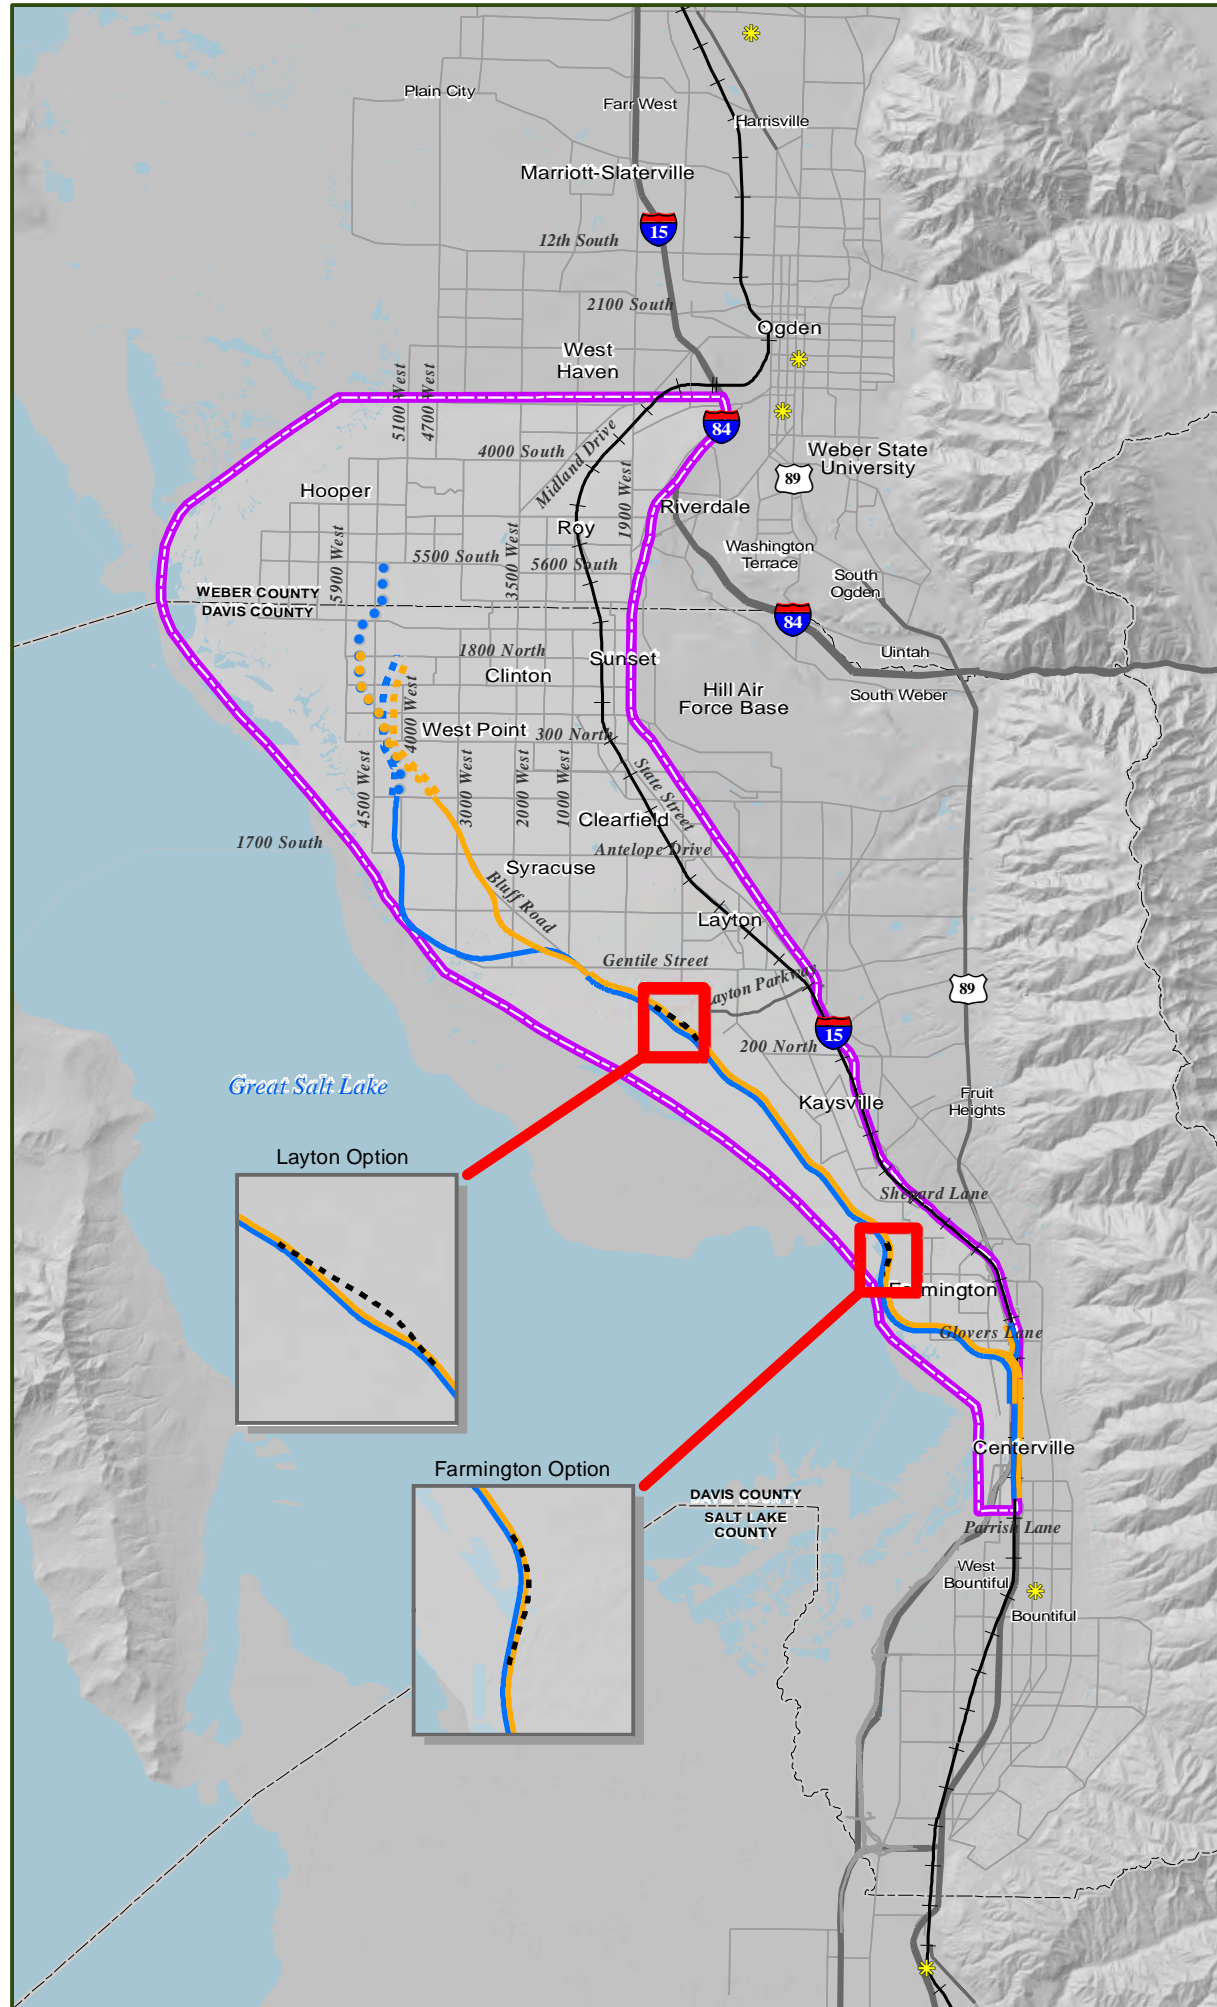 Plain City
Farr West
Harrisville
Marriott-Slaterville
15
12th South
2100 South
Ogden
West
Haven
5100 West
4700 West
84
Midland Drive
4000 South
Weber State
University
89
Hooper
1900 West
Riverdale
Roy
5900 West
5500 South
3500 West
5600 South
Washington
Terrace
South
Ogden
WEBER COUNTY
DAVIS COUNTY
84
1800 North
Sunset
Uintah
Clinton
South Weber
Hill Air
Force Base
4000 West
West Point
300 North
4500 West
3000 West
2000 West
1000 West
State Street
Clearfield
1700 South
Antelope Drive
Syracuse
Bluff Road
Layton
Gentile Street
Layton Parkway
89
15
200 North
Great Salt Lake
Kaysville
Fruit
Heights
Layton Option
Shepard Lane
Farmington
Glovers Lane
Centerville
Farmington Option
DAVIS COUNTY
SALT LAKE
COUNTY
Parrish Lane
West
Bountiful
Bountiful